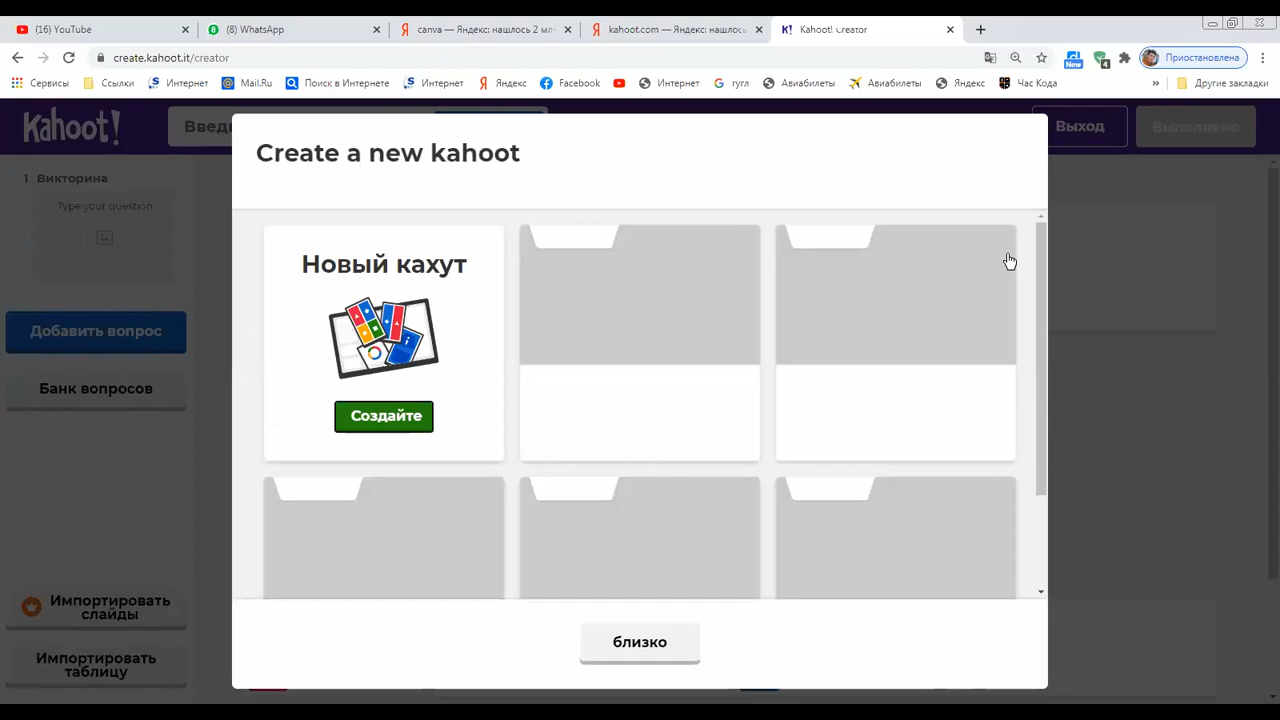 (16) YouTube
(8) WhatsApp
canva — Яндекс: нашлось 2 мл
kahoot.com — Яндекс: нашлось
Kahoot! Creator
create.kahoot.it/creator
New
4
Приостановлена
Сервисы
Ссылки
Интернет
Mail.Ru
Поиск в Интернете
Интернет
Яндекс
Facebook
Интернет
гугл
Авиабилеты
Авиабилеты
Яндекс
Час Кода
»
Другие закладки
Kahoot!
Введ
Выход
Выполнено
Create a new kahoot
1 Викторина
Type your question
Добавить вопрос
Банк вопросов
Импортировать
слайды
Импортировать
таблицу
Новый кахут
Создайте
близко